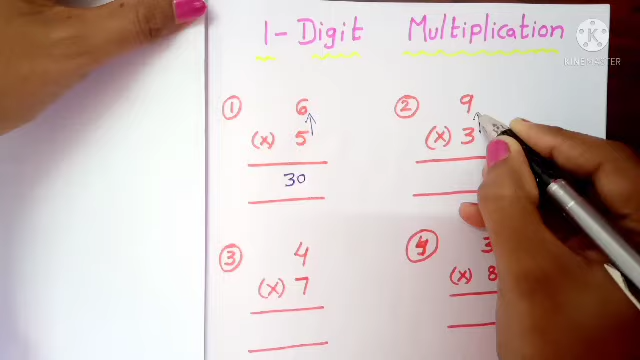 1 - Digit Multiplication
KINEMASTER
① 6
(x) 5
30
② 9
(x) 3
③ 4
(x) 7
④ 3
(x) 8